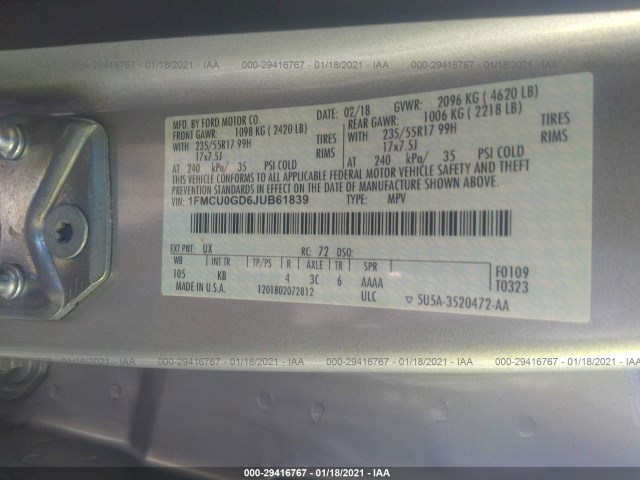 000-29416767 - 01/18/2021 - IAA 000-29416767 - 01/18/2021 - IAA
MFD. BY FORD MOTOR CO. DATE: 02/18 GVWR: 2096 KG ( 4620 LB)
FRONT GAWR: 1098 KG ( 2420 LB) REAR GAWR: 1006 KG ( 2218 LB)
WITH 235/55R17 99H TIRES WITH 235/55R17 99H TIRES
17x7.5J RIMS 17x7.5J RIMS
AT 240 kPa/ 35 PSI COLD AT 240 kPa/ 35 PSI COLD
THIS VEHICLE CONFORMS TO ALL APPLICABLE FEDERAL MOTOR VEHICLE SAFETY AND THEFT
PREVENTION STANDARDS IN EFFECT ON THE DATE OF MANUFACTURE SHOWN ABOVE.
VIN: 1FMCU0GD6JUB61839 TYPE: MPV
EXT PNT: UX RC: 72 DSO:
WB INT TR TP/PS R AXLE TR SPR
105 KB 4 3C 6 AAAA
MADE IN U.S.A. 1201802072812 ULC
F0109
T0323
▽ 5U5A-3520472-AA
000-29416767 - 01/18/2021 - IAA 000-29416767 - 01/18/2021 - IAA
000-29416767 - 01/18/2021 - IAA